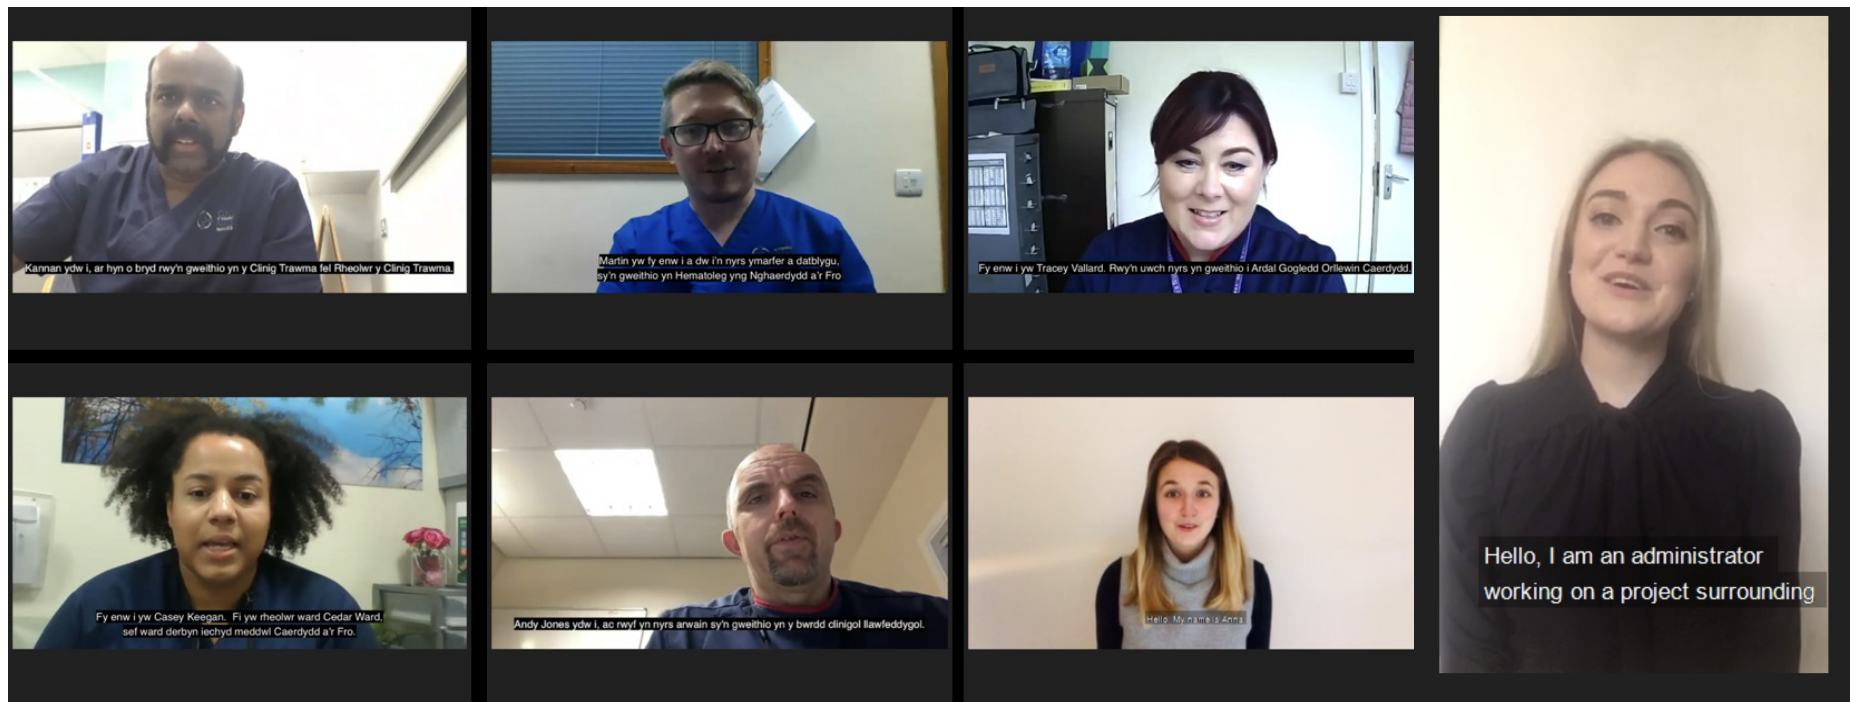 Kannan ydw i, ar hyn o bryd rwy'n gweithio yn y Clinig Trawma fel Rheolwr y Clinig Trawma.
Martin yw fy enw i a dw i'n nyrs ymarfer a datblygu,
sy'n gweithio yn Hematoleg yng Nghaerdydd a'r Fro
Fy enw i yw Tracey Vallard. Rwy'n uwch nyrs yn gweithio i Ardal Gogledd Orllewin Caerdydd.
Fy enw i yw Casey Keegan. Fi yw rheolwr ward Cedar Ward,
sef ward derbyn iechyd meddwl Caerdydd a'r Fro.
Andy Jones ydw i, ac rwyf yn nyrs arwain sy'n gweithio yn y bwrdd clinigol llawfeddygol.
Hello. My name is Anna.
Hello, I am an administrator
working on a project surrounding